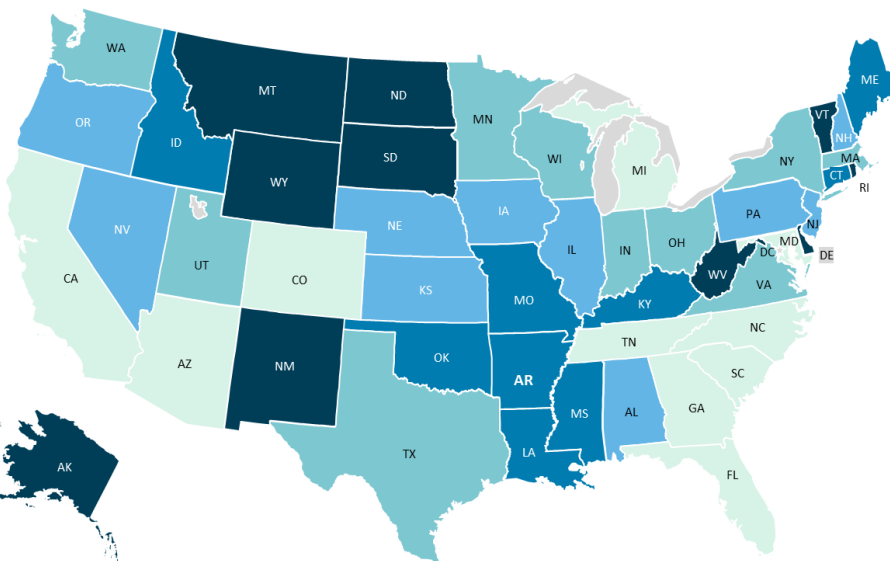 WA
MT
ND
MN
ME
VT
NH
OR
ID
SD
WI
NY
MA
MI
CT
RI
WY
IA
PA
NJ
NE
NV
IL
IN
OH
MD
DC
DE
UT
CO
WV
VA
CA
KS
MO
KY
NC
TN
OK
AZ
NM
AR
SC
MS
AL
GA
TX
LA
AK
FL